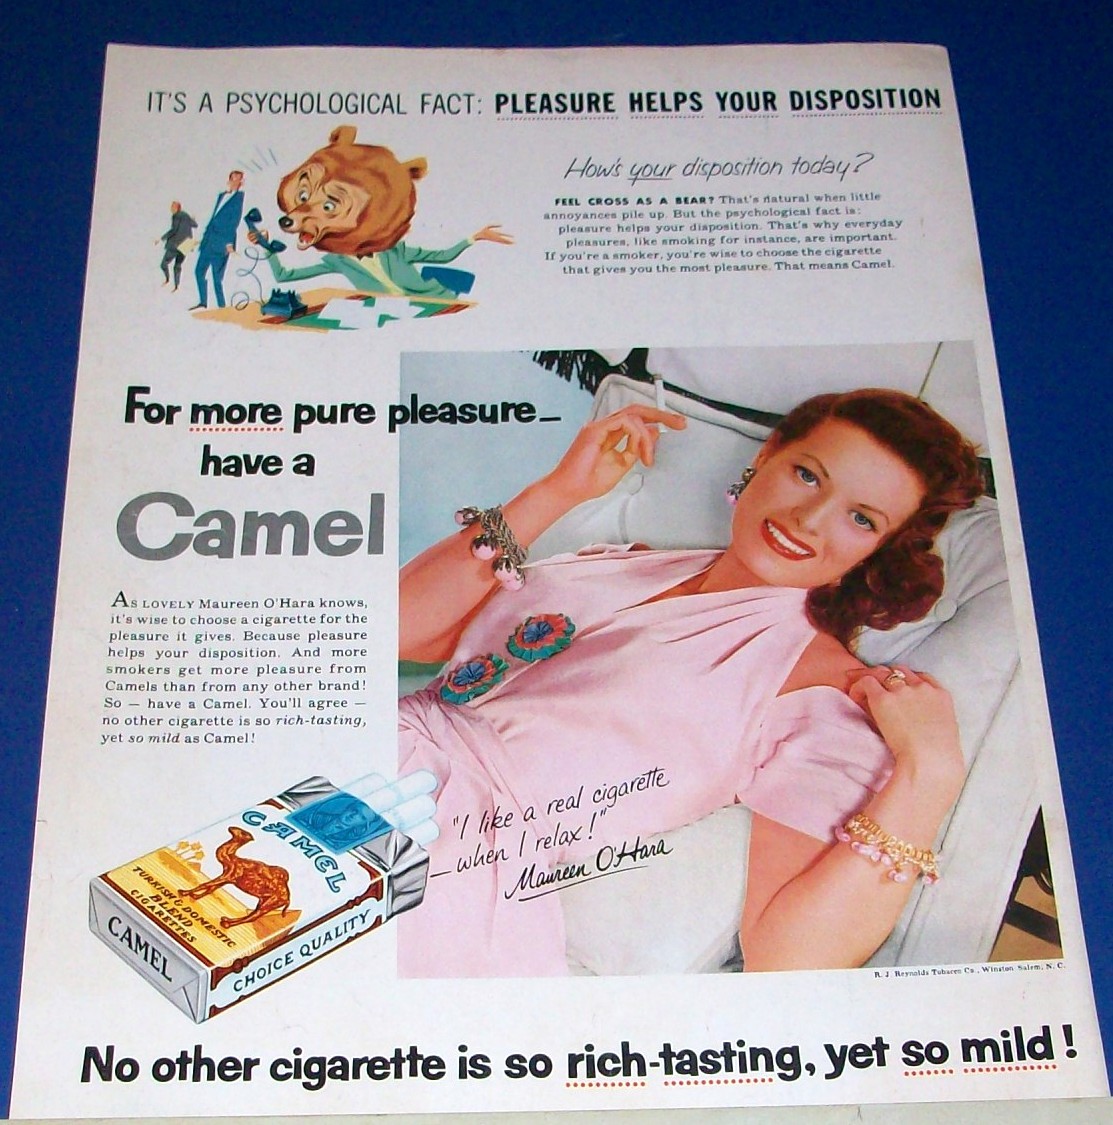 IT'S A PSYCHOLOGICAL FACT: PLEASURE HELPS YOUR DISPOSITION
How's your disposition today?
FEEL CROSS AS A BEAR? That's natural when little
annoyances pile up. But the psychological fact is:
pleasure helps your disposition. That's why everyday
pleasures, like smoking for instance, are important.
If you're a smoker, you're wise to choose the cigarette
that gives you the most pleasure. That means Camel.
For more pure pleasure—
have a
Camel
As LOVELY Maureen O'Hara knows,
it's wise to choose a cigarette for the
pleasure it gives. Because pleasure
helps your disposition. And more
smokers get more pleasure from
Camels than from any other brand!
So — have a Camel. You'll agree —
no other cigarette is so rich-tasting,
yet so mild as Camel!
"I like a real cigarette
—when I relax!"
Maureen O'Hara
CAMEL
TURKISH & DOMESTIC
BLEND
CIGARETTES
CAMEL
CHOICE QUALITY
R. J. Reynolds Tobacco Co., Winston Salem, N. C.
No other cigarette is so rich-tasting, yet so mild!